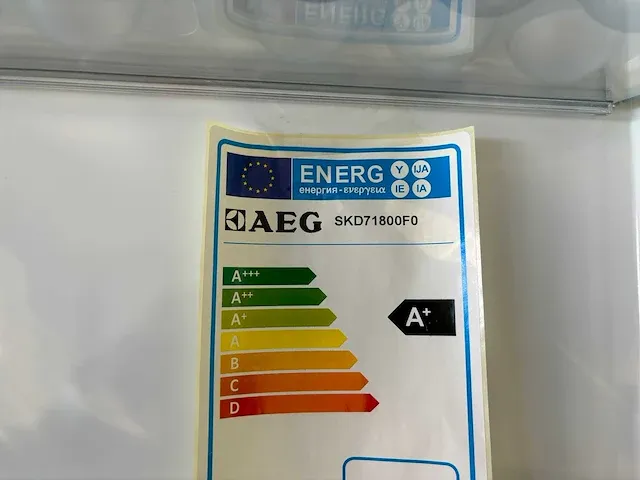 ENERG Y IJA
енергия · ενεργεια IE IA
AEG SKD71800F0
A+++
A++
A+ A+
A
B
C
D